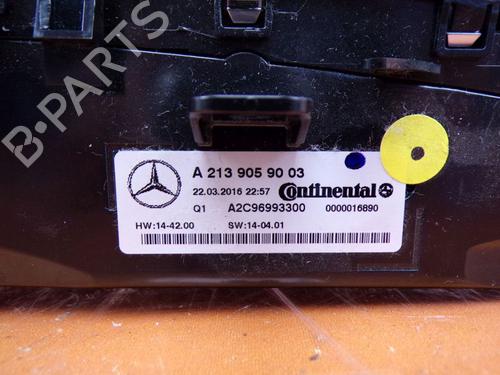 B-PARTS
A 213 905 90 03
22.03.2016 22:57 Continental
Q1 A2C96993300 0000016890
HW:14-42.00 SW:14-04.01